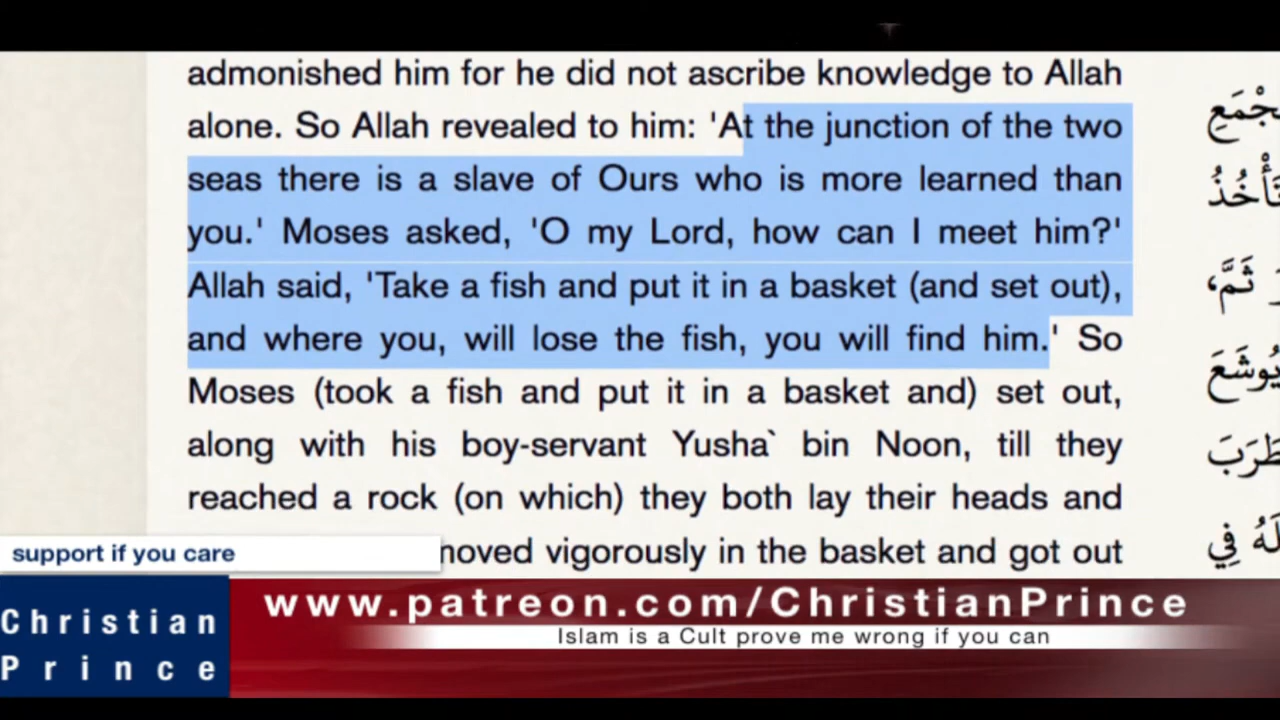 admonished him for he did not ascribe knowledge to Allah
alone. So Allah revealed to him: 'At the junction of the two
seas there is a slave of Ours who is more learned than
you.' Moses asked, 'O my Lord, how can I meet him?'
Allah said, 'Take a fish and put it in a basket (and set out),
and where you, will lose the fish, you will find him.' So
Moses (took a fish and put it in a basket and) set out,
along with his boy-servant Yusha` bin Noon, till they
reached a rock (on which) they both lay their heads and
moved vigorously in the basket and got out
ثَمَّ،
يُوشَعَ
فِي
support if you care
Christian
Prince
www.patreon.com/ChristianPrince
Islam is a Cult prove me wrong if you can